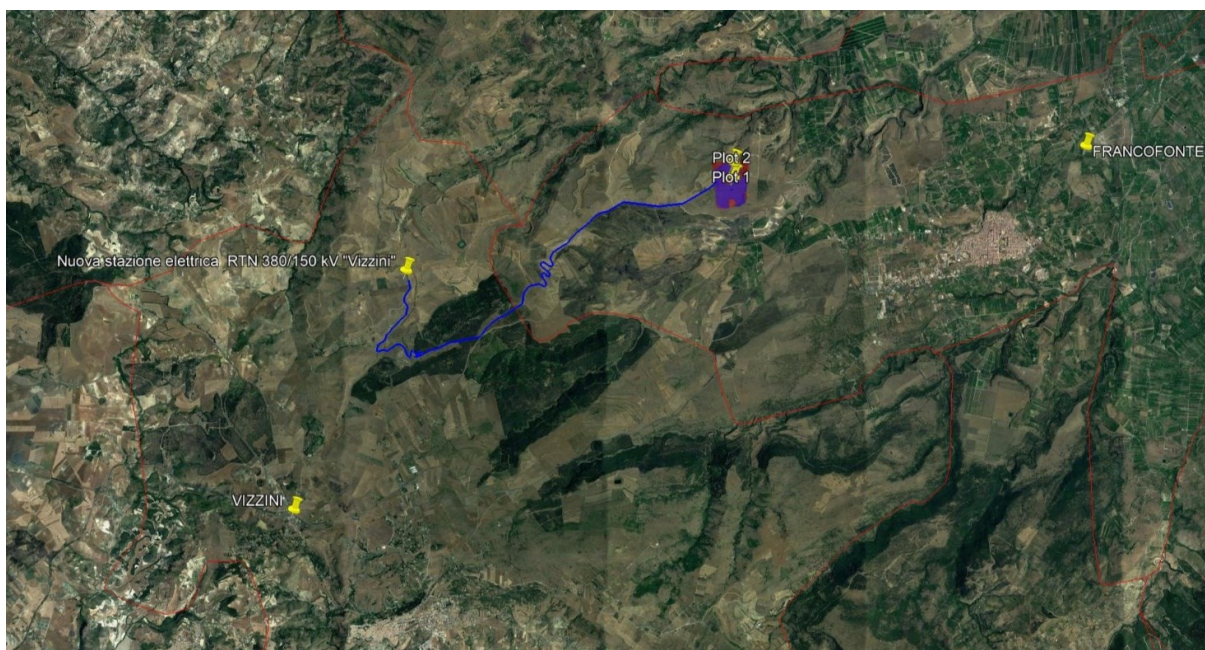 Plot 2
FRANCOFONTE
Plot 1
Nuova stazione elettrica RTN 380/150 kV "Vizzini"
VIZZINI